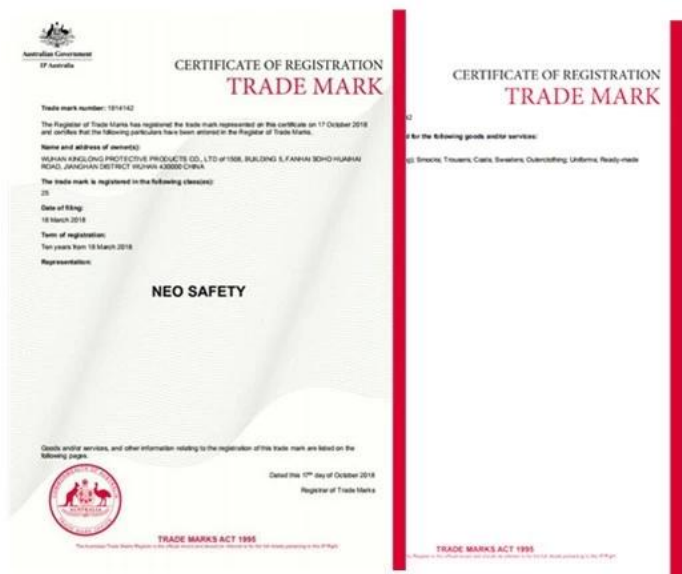 Australian Government
IP Australia
CERTIFICATE OF REGISTRATION
TRADE MARK
Trade mark number: 1914142
The Register of Trade Marks has registered the trade mark represented on this certificate on 17 October 2018
and certifies that the following particulars have been entered in the Register of Trade Marks.
Name and address of owner(s):
WUHAN KINGLONG PROTECTIVE PRODUCTS CO., LTD of 1508, BUILDING 5, FANHAI SOHO HUAIHAI
ROAD, JIANGHAN DISTRICT WUHAN 430000 CHINA
The trade mark is registered in the following class(es):
25
Date of filing:
18 March 2018
Term of registration:
Ten years from 18 March 2018
Representation:
NEO SAFETY
Goods and/or services, and other information relating to the registration of this trade mark are listed on the
following pages.
Dated this 17th day of October 2018
Registrar of Trade Marks
AUSTRALIA
TRADE MARKS ACT 1995
CERTIFICATE OF REGISTRATION
TRADE MARK
d for the following goods and/or services:
Smocks; Trousers; Coats; Sweaters; Outerclothing; Uniforms; Ready-made
TRADE MARKS ACT 1995